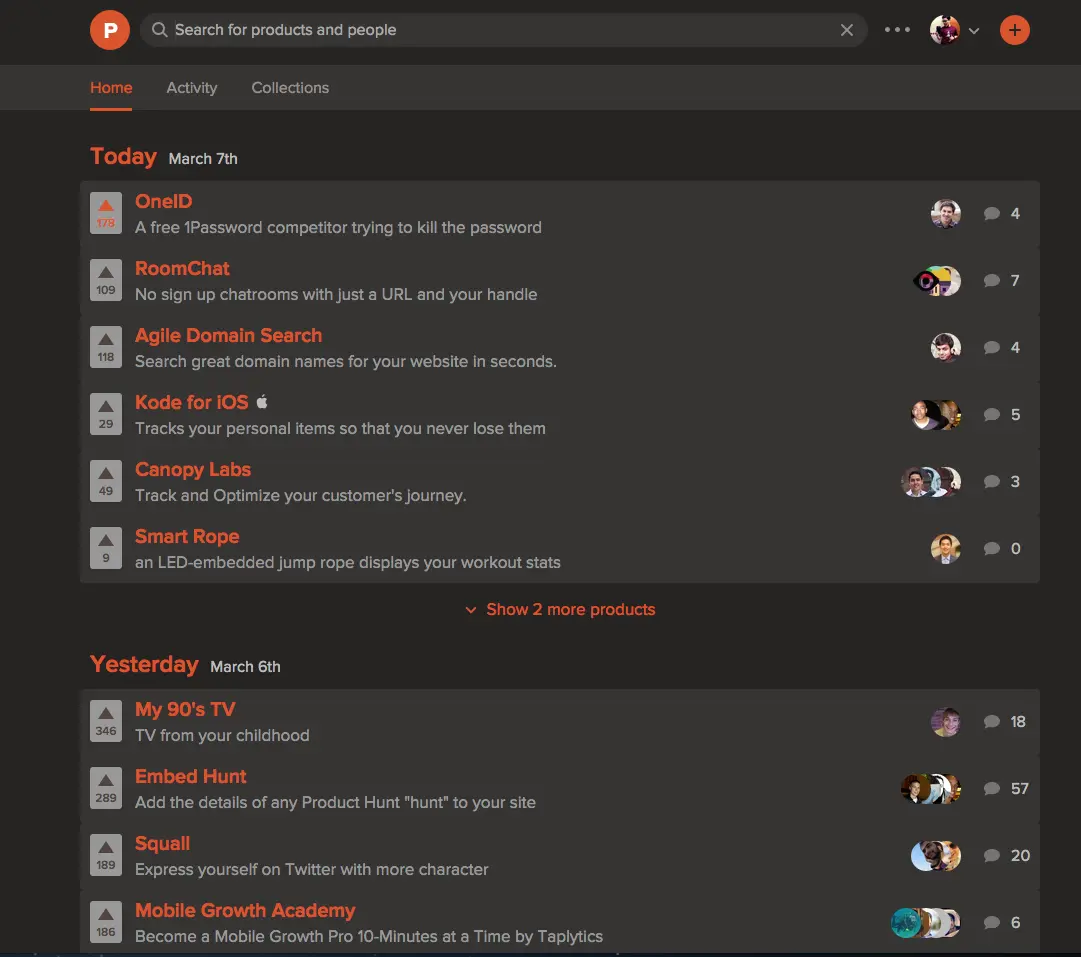 P
Search for products and people
Home Activity Collections
Today March 7th
OneID
178
A free 1Password competitor trying to kill the password
4
RoomChat
109
No sign up chatrooms with just a URL and your handle
7
Agile Domain Search
118
Search great domain names for your website in seconds.
4
Kode for iOS
29
Tracks your personal items so that you never lose them
5
Canopy Labs
49
Track and Optimize your customer's journey.
3
Smart Rope
9
an LED-embedded jump rope displays your workout stats
0
Show 2 more products
Yesterday March 6th
My 90's TV
346
TV from your childhood
18
Embed Hunt
289
Add the details of any Product Hunt "hunt" to your site
57
Squall
189
Express yourself on Twitter with more character
20
Mobile Growth Academy
186
Become a Mobile Growth Pro 10-Minutes at a Time by Taplytics
6